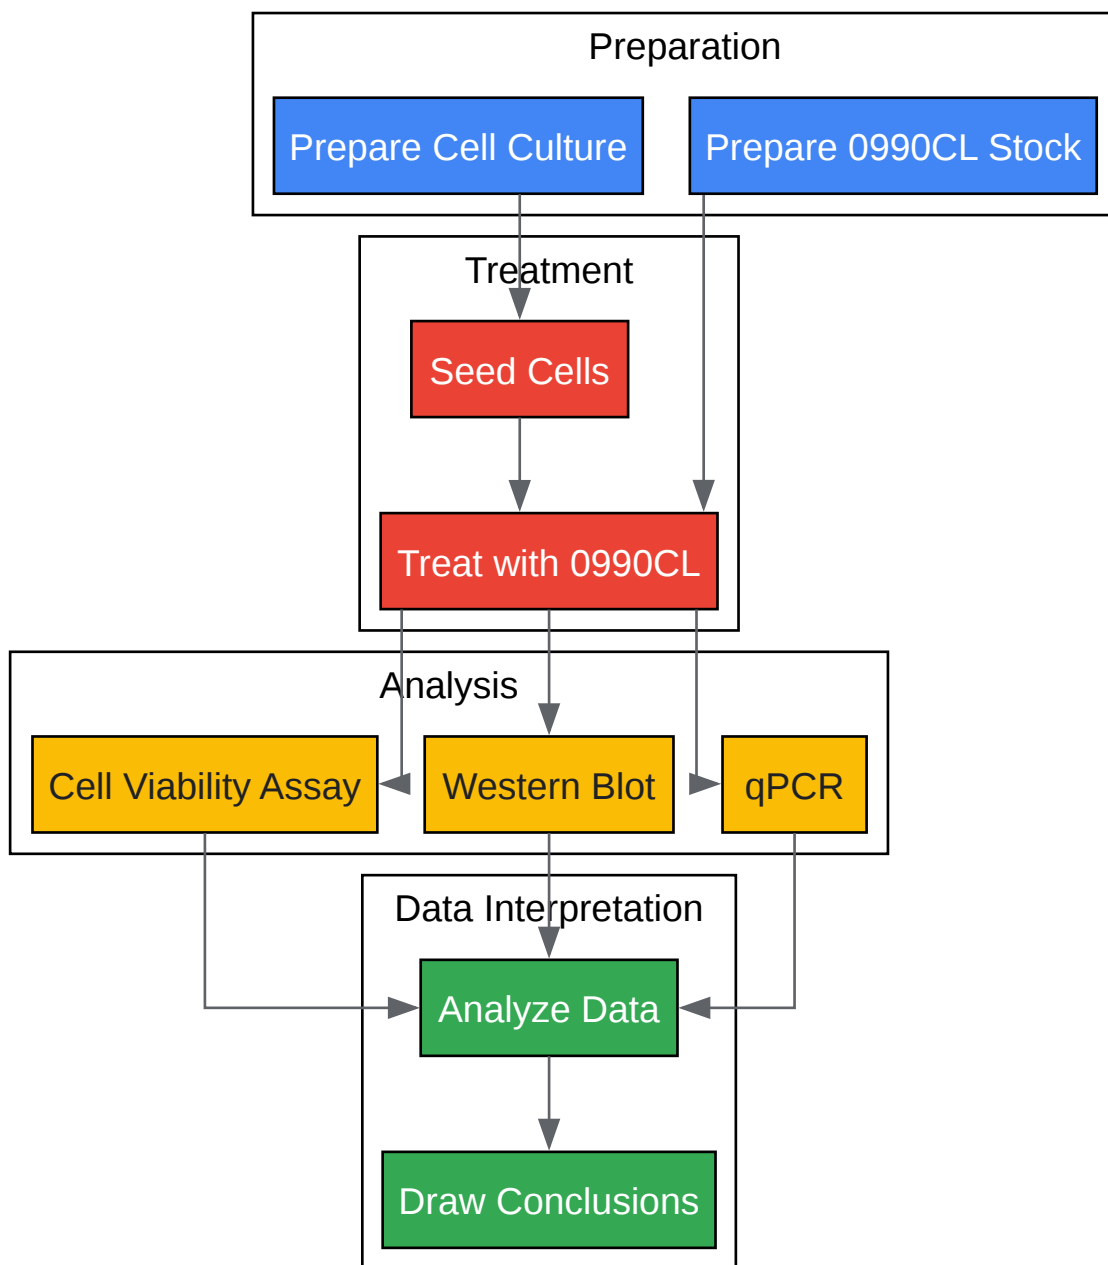 Preparation
Prepare Cell Culture
Prepare 0990CL Stock
Treatment
Seed Cells
Treat with 0990CL
Analysis
Cell Viability Assay
Western Blot
qPCR
Data Interpretation
Analyze Data
Draw Conclusions